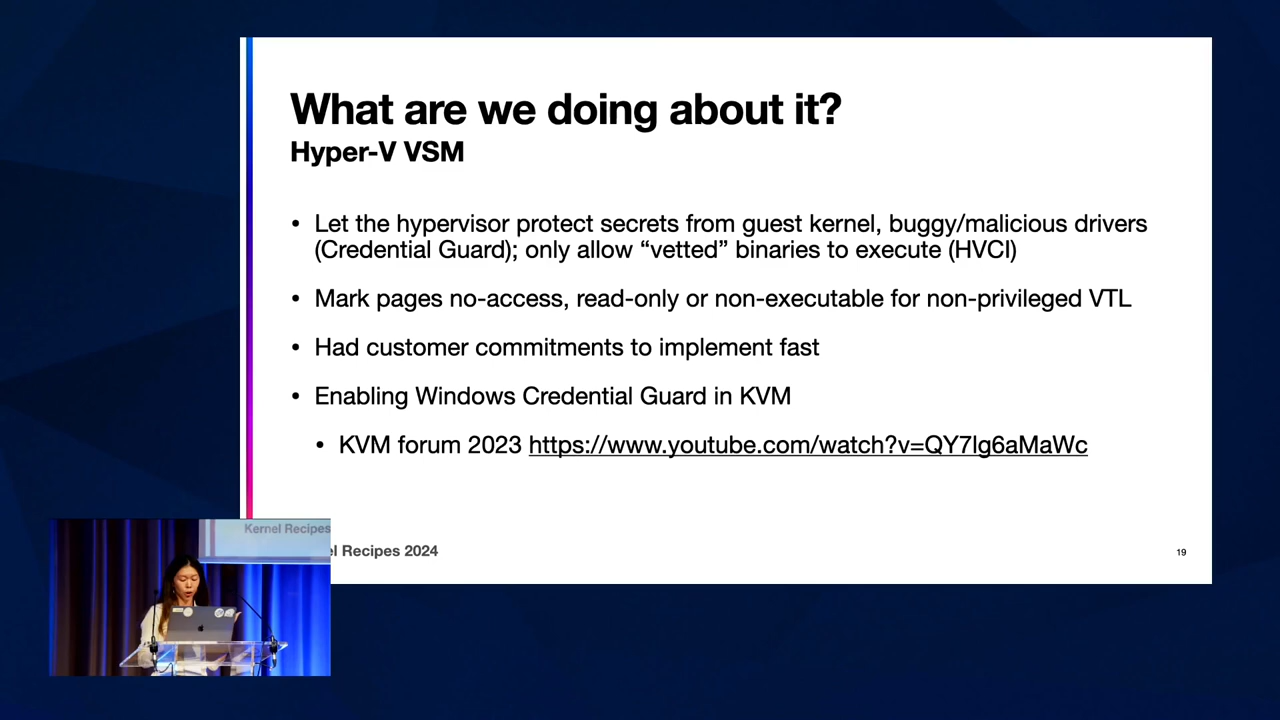 What are we doing about it?
Hyper-V VSM
• Let the hypervisor protect secrets from guest kernel, buggy/malicious drivers
(Credential Guard); only allow “vetted” binaries to execute (HVCI)
• Mark pages no-access, read-only or non-executable for non-privileged VTL
• Had customer commitments to implement fast
• Enabling Windows Credential Guard in KVM
• KVM forum 2023 https://www.youtube.com/watch?v=QY7lg6aMaWc
Kernel Recipes
el Recipes 2024
19